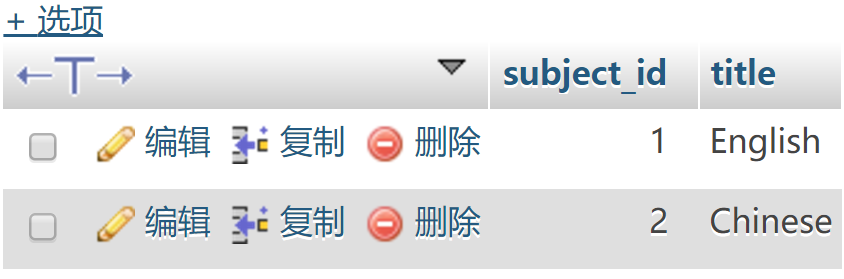 + 选项
subject_id title
编辑 复制 删除 1 English
编辑 复制 删除 2 Chinese